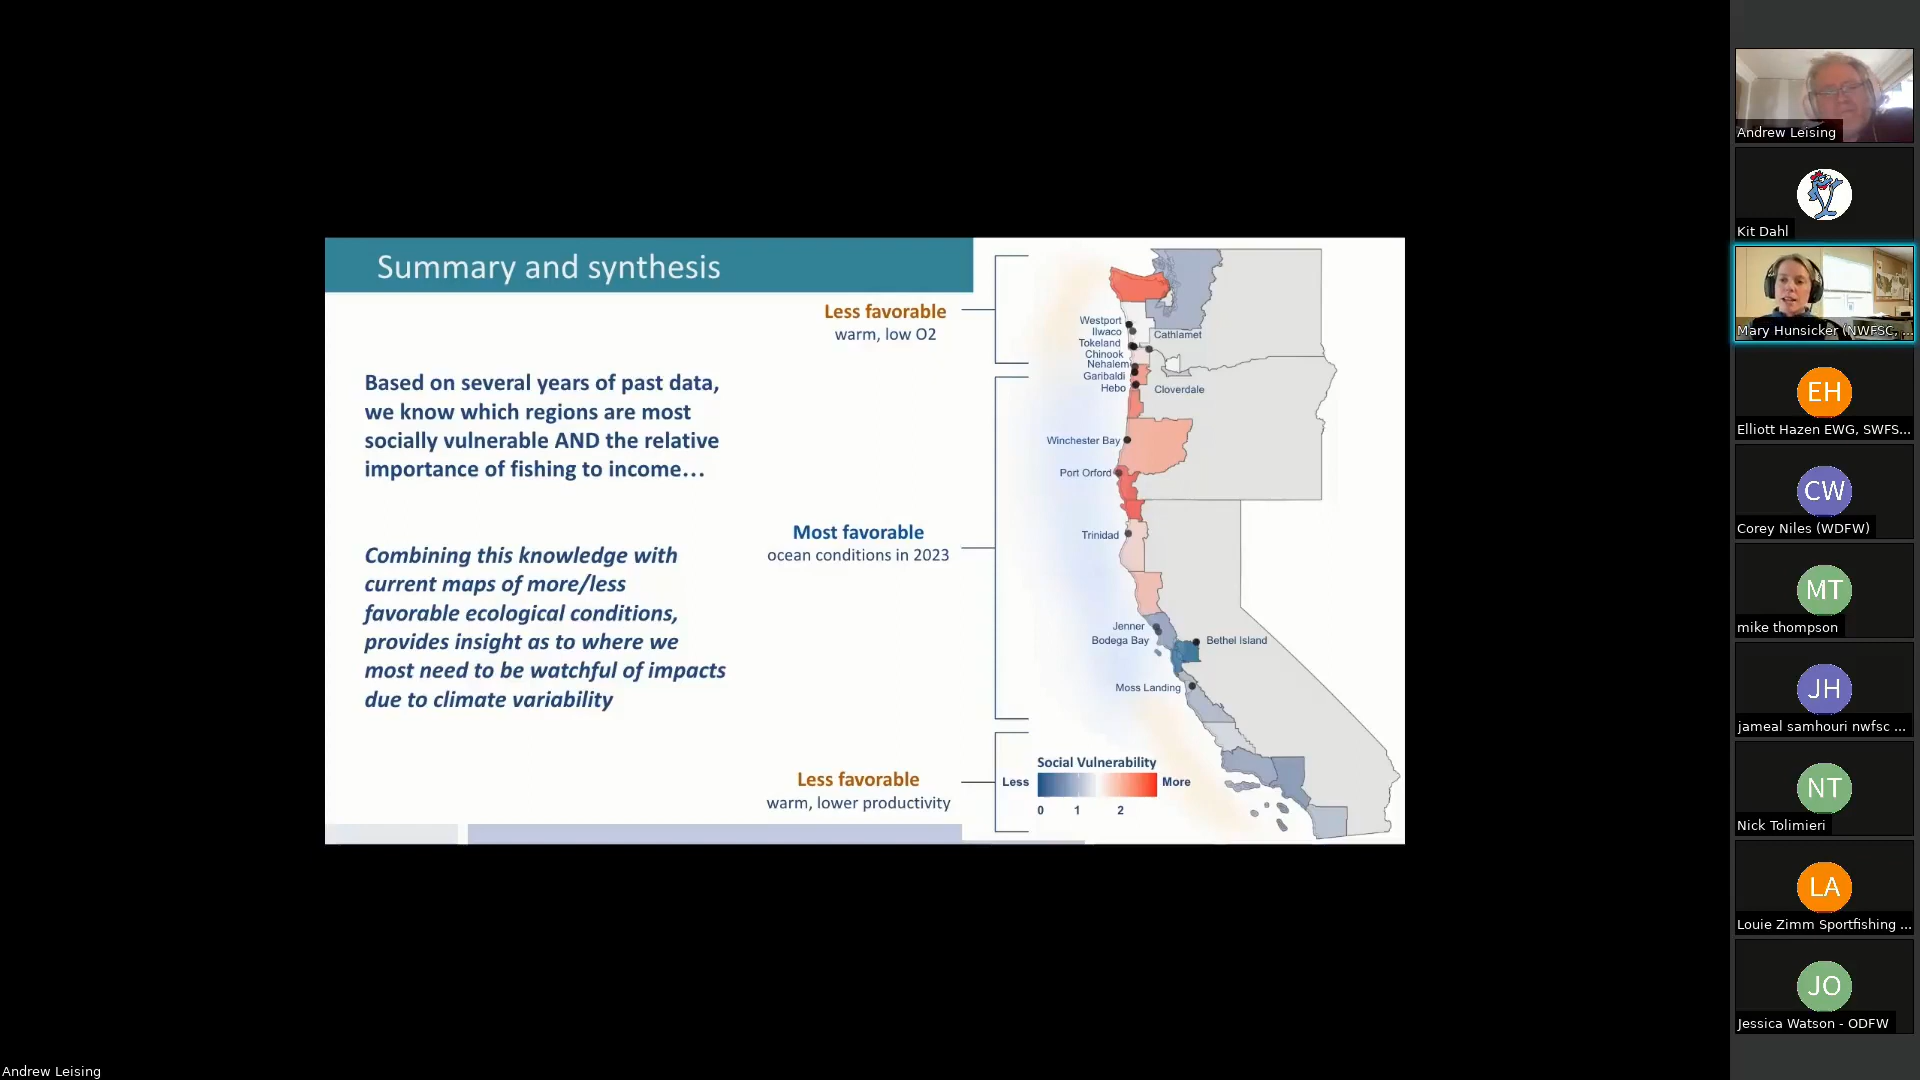 Summary and synthesis
Less favorable
warm, low O2
Based on several years of past data,
we know which regions are most
socially vulnerable AND the relative
importance of fishing to income…
Combining this knowledge with
current maps of more/less
favorable ecological conditions,
provides insight as to where we
most need to be watchful of impacts
due to climate variability
Most favorable
ocean conditions in 2023
Less favorable
warm, lower productivity
Westport
Ilwaco
Cathlamet
Tokeland
Chinook
Nehalem
Garibaldi
Hebo
Cloverdale
Winchester Bay
Port Orford
Trinidad
Jenner
Bodega Bay
Bethel Island
Moss Landing
Social Vulnerability
Less
More
0 1 2
Andrew Leising
Kit Dahl
Mary Hunsicker (NWFSC, ...
EH
Elliott Hazen EWG, SWFS...
CW
Corey Niles (WDFW)
MT
mike thompson
JH
jameal samhouri nwfsc ...
NT
Nick Tolimieri
LA
Louie Zimm Sportfishing ...
JO
Jessica Watson - ODFW
Andrew Leising